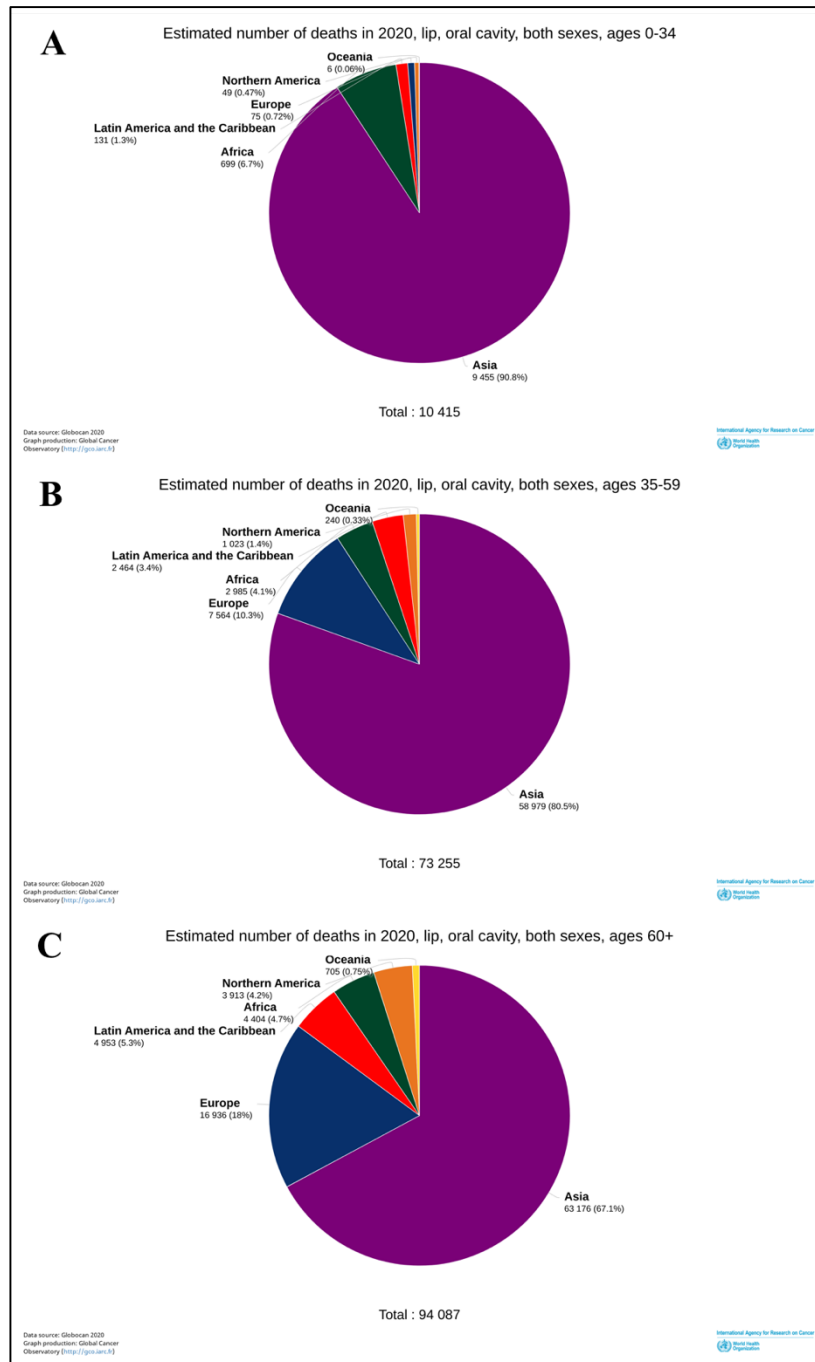 A
Estimated number of deaths in 2020, lip, oral cavity, both sexes, ages 0-34
Oceania
6 (0.06%)
Northern America
49 (0.47%)
Europe
75 (0.72%)
Latin America and the Caribbean
131 (1.3%)
Africa
699 (6.7%)
Asia
9 455 (90.8%)
Total : 10 415
Data source: Globocan 2020
Graph production: Global Cancer
Observatory (http://gco.iarc.fr)
International Agency for Research on Cancer
World Health
Organization
B
Estimated number of deaths in 2020, lip, oral cavity, both sexes, ages 35-59
Oceania
240 (0.33%)
Northern America
1 023 (1.4%)
Latin America and the Caribbean
2 464 (3.4%)
Africa
2 985 (4.1%)
Europe
7 564 (10.3%)
Asia
58 979 (80.5%)
Total : 73 255
Data source: Globocan 2020
Graph production: Global Cancer
Observatory (http://gco.iarc.fr)
International Agency for Research on Cancer
World Health
Organization
C
Estimated number of deaths in 2020, lip, oral cavity, both sexes, ages 60+
Oceania
705 (0.75%)
Northern America
3 913 (4.2%)
Africa
4 404 (4.7%)
Latin America and the Caribbean
4 953 (5.3%)
Europe
16 936 (18%)
Asia
63 176 (67.1%)
Total : 94 087
Data source: Globocan 2020
Graph production: Global Cancer
Observatory (http://gco.iarc.fr)
International Agency for Research on Cancer
World Health
Organization